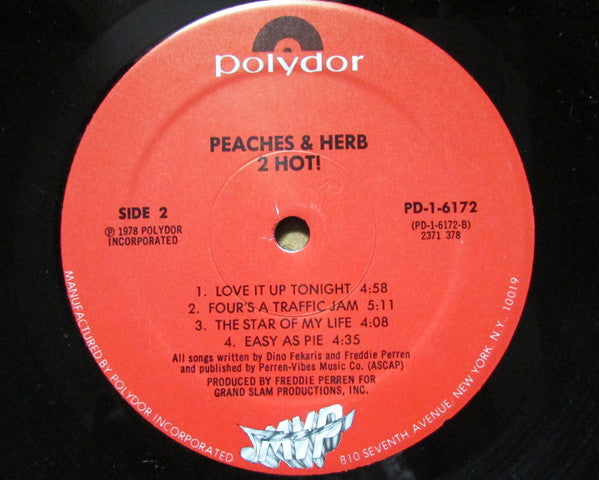 polydor
PEACHES & HERB
2 HOT!
SIDE 2
℗ 1978 POLYDOR
INCORPORATED
PD-1-6172
(PD-1-6172-B)
2371 378
1. LOVE IT UP TONIGHT 4:58
2. FOUR'S A TRAFFIC JAM 5:11
3. THE STAR OF MY LIFE 4:08
4. EASY AS PIE 4:35
All songs written by Dino Fekaris and Freddie Perren
and published by Perren-Vibes Music Co. (ASCAP)
PRODUCED BY FREDDIE PERREN FOR
GRAND SLAM PRODUCTIONS, INC.
MVP
MANUFACTURED BY POLYDOR INCORPORATED
810 SEVENTH AVENUE, NEW YORK, N.Y. 10019